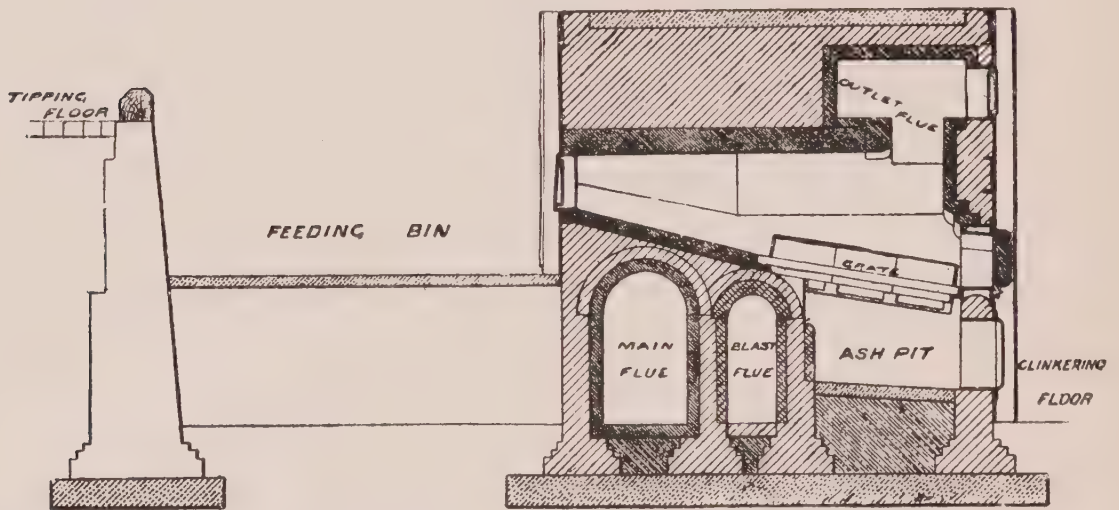 TIPPING
FLOOR
FEEDING BIN
OUTLET FLUE
GRATE
MAIN
FLUE
BLAST
FLUE
ASH PIT
CLINKERING
FLOOR